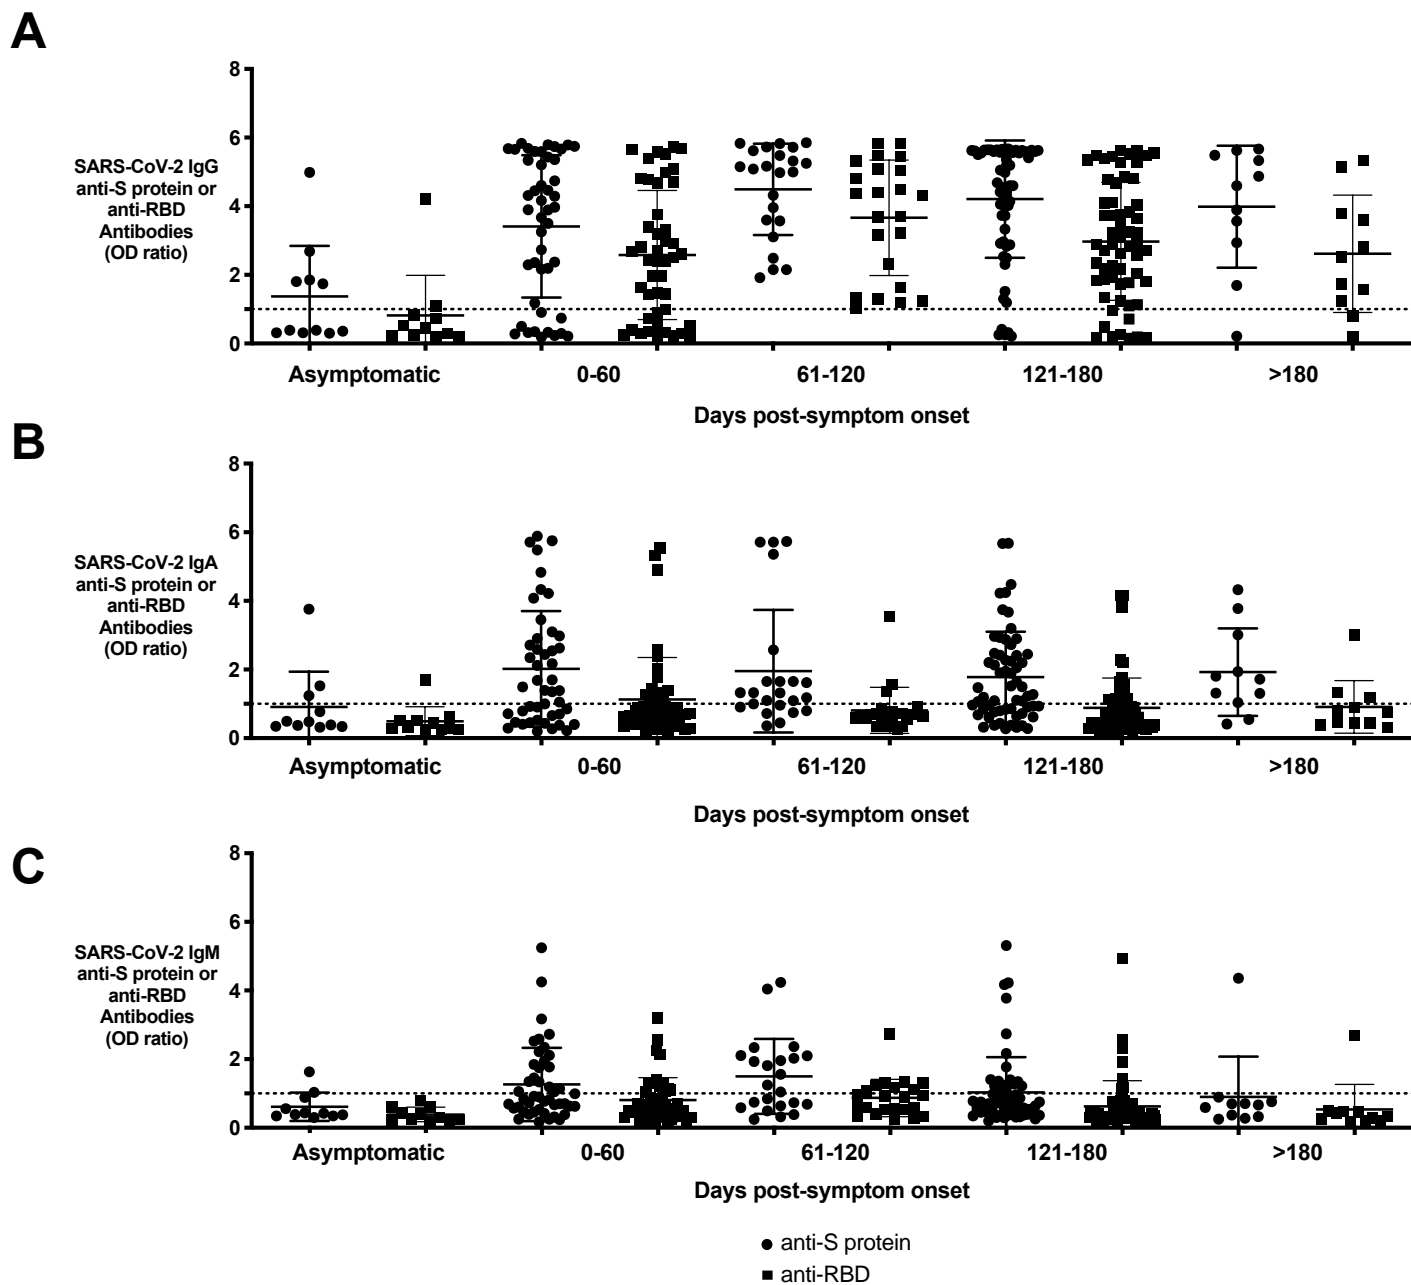 A
8
6
4
2
0
SARS-CoV-2 IgG
anti-S protein or
anti-RBD
Antibodies
(OD ratio)
Asymptomatic 0-60 61-120 121-180 >180
Days post-symptom onset
B
8
6
4
2
0
SARS-CoV-2 IgA
anti-S protein or
anti-RBD
Antibodies
(OD ratio)
Asymptomatic 0-60 61-120 121-180 >180
Days post-symptom onset
C
8
6
4
2
0
SARS-CoV-2 IgM
anti-S protein or
anti-RBD
Antibodies
(OD ratio)
Asymptomatic 0-60 61-120 121-180 >180
Days post-symptom onset
anti-S protein
anti-RBD